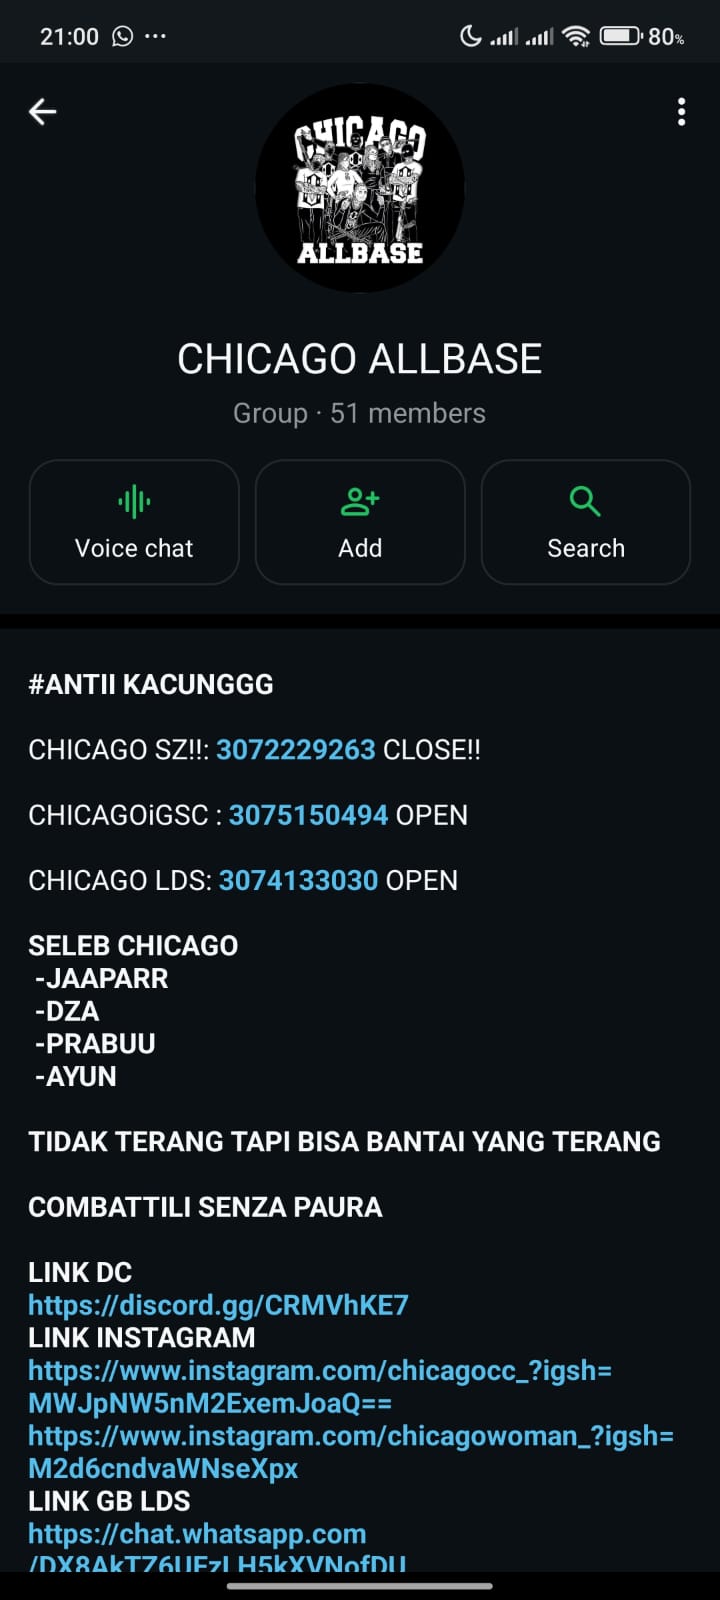 21:00
80%
CHICAGO
ALLBASE
CHICAGO ALLBASE
Group · 51 members
Voice chat
Add
Search
#ANTII KACUNGGG
CHICAGO SZ!!: 3072229263 CLOSE!!
CHICAGOiGSC : 3075150494 OPEN
CHICAGO LDS: 3074133030 OPEN
SELEB CHICAGO
-JAAPARR
-DZA
-PRABUU
-AYUN
TIDAK TERANG TAPI BISA BANTAI YANG TERANG
COMBATTILI SENZA PAURA
LINK DC
https://discord.gg/CRMVhKE7
LINK INSTAGRAM
https://www.instagram.com/chicagocc_?igsh=
MWJpNW5nM2ExemJoaQ==
https://www.instagram.com/chicagowoman_?igsh=
M2d6cndvaWNseXpx
LINK GB LDS
https://chat.whatsapp.com